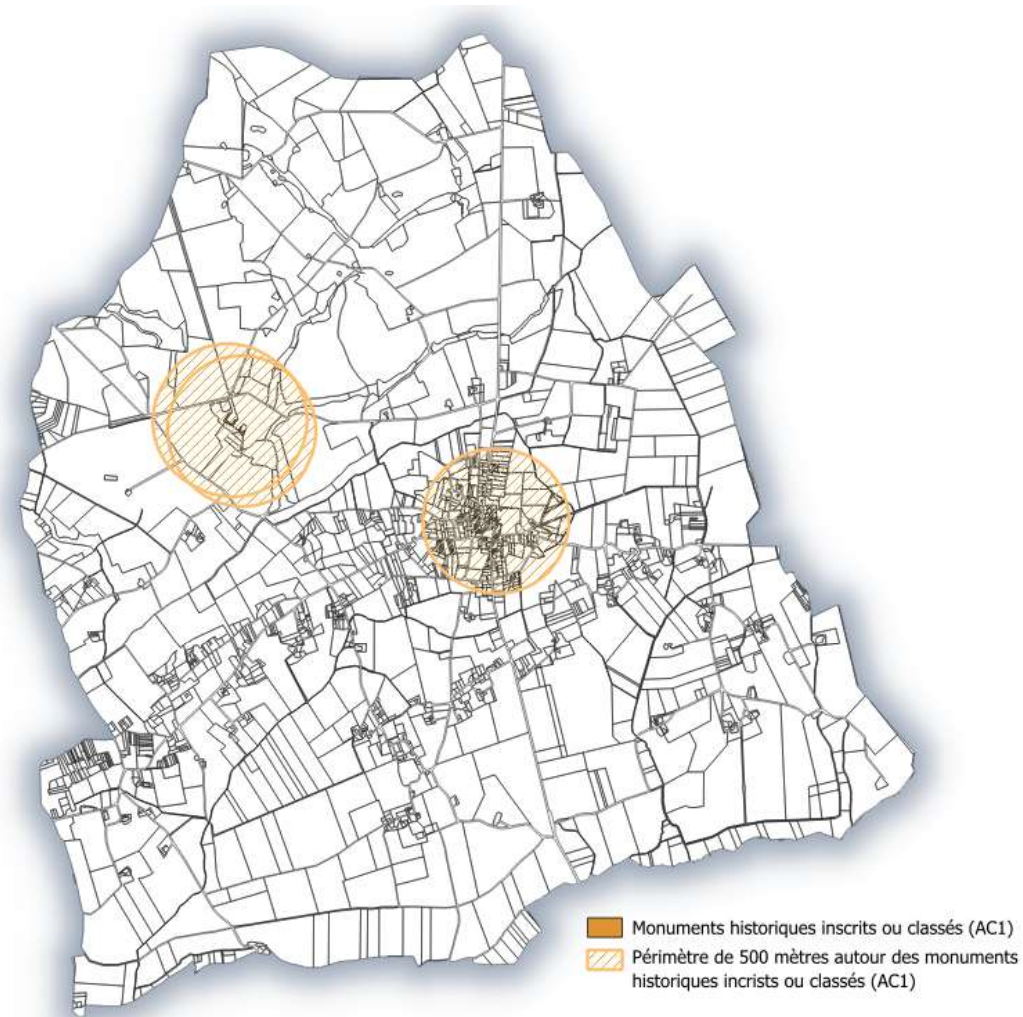 Monuments historiques inscrits ou classés (AC1)
Périmètre de 500 mètres autour des monuments
historiques incrists ou classés (AC1)